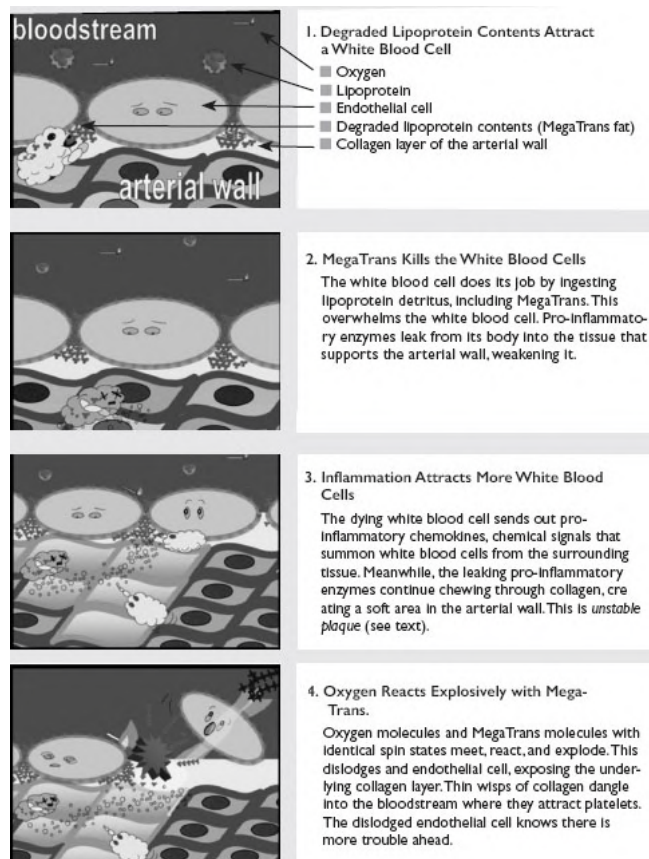 bloodstream
arterial wall
1. Degraded Lipoprotein Contents Attract
a White Blood Cell
Oxygen
Lipoprotein
Endothelial cell
Degraded lipoprotein contents (MegaTrans fat)
Collagen layer of the arterial wall
2. MegaTrans Kills the White Blood Cells
The white blood cell does its job by ingesting
lipoprotein detritus, including MegaTrans. This
overwhelms the white blood cell. Pro-inflammato-
ry enzymes leak from its body into the tissue that
supports the arterial wall, weakening it.
3. Inflammation Attracts More White Blood
Cells
The dying white blood cell sends out pro-
inflammatory chemokines, chemical signals that
summon white blood cells from the surrounding
tissue. Meanwhile, the leaking pro-inflammatory
enzymes continue chewing through collagen, cre
ating a soft area in the arterial wall. This is unstable
plaque (see text).
4. Oxygen Reacts Explosively with Mega-
Trans.
Oxygen molecules and MegaTrans molecules with
identical spin states meet, react, and explode. This
dislodges and endothelial cell, exposing the under-
lying collagen layer. Thin wisps of collagen dangle
into the bloodstream where they attract platelets.
The dislodged endothelial cell knows there is
more trouble ahead.